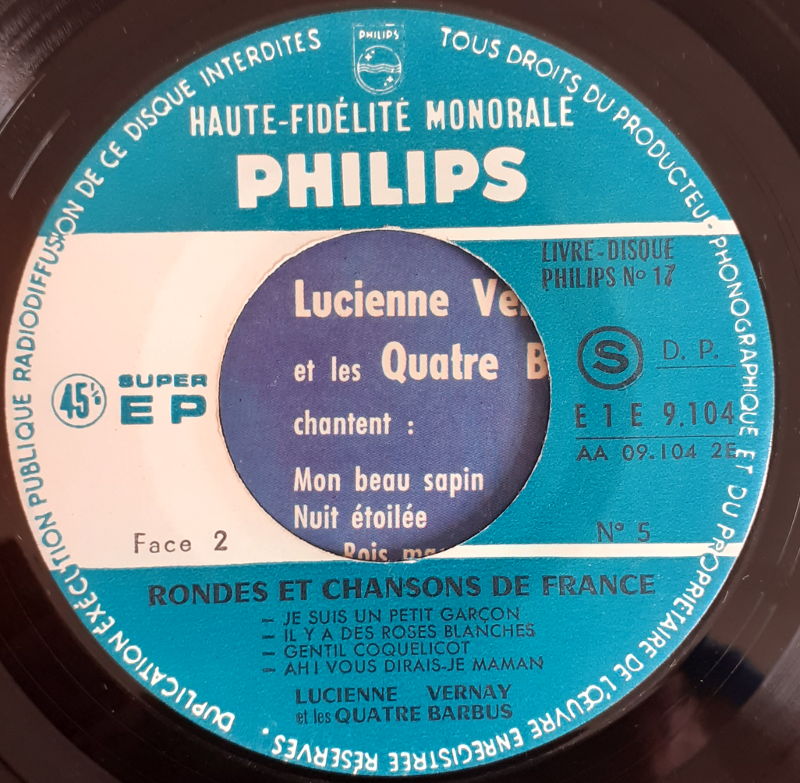 PHILIPS
TOUS DROITS DU PRODUCTEUR PHONOGRAPHIQUE ET DU PROPRIÉTAIRE DE L'ŒUVRE ENREGISTRÉE RÉSERVÉS.
DUPLICATION EXÉCUTION PUBLIQUE RADIODIFFUSION DE CE DISQUE INTERDITES
HAUTE-FIDÉLITÉ MONORALE
PHILIPS
LIVRE-DISQUE
PHILIPS No 17
Lucienne
et les Quatre
chantent :
Mon beau sapin
Nuit étoilée
Rois
45
SUPER
EP
S
D. P.
E 1 E 9.104
AA 09.104 2E
Face 2
No 5
RONDES ET CHANSONS DE FRANCE
– JE SUIS UN PETIT GARÇON
– IL Y A DES ROSES BLANCHES
– GENTIL COQUELICOT
– AH! VOUS DIRAIS-JE MAMAN
LUCIENNE VERNAY
et les QUATRE BARBUS